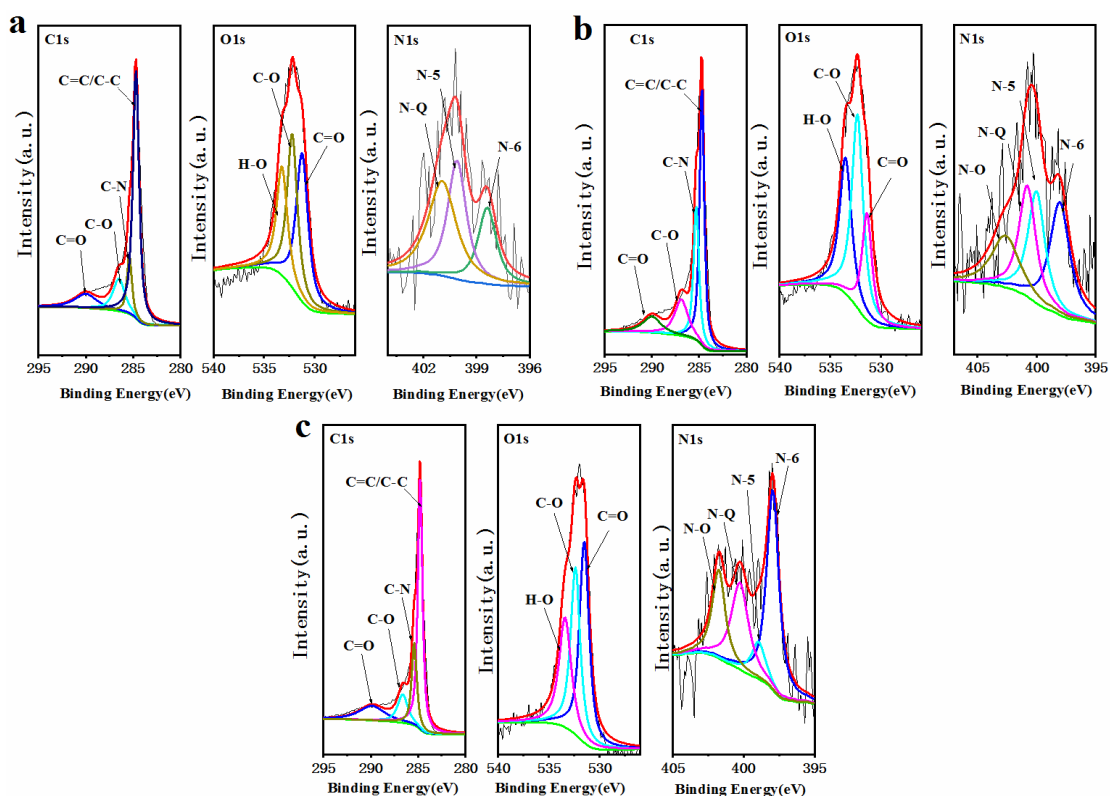 a
C1s
C=C/C-C
C-N
C-O
C=O
Intensity(a. u.)
295 290 285 280
Binding Energy(eV)
O1s
C-O
C=O
H-O
Intensity(a. u.)
540 535 530
Binding Energy(eV)
N1s
N-5
N-Q
N-6
Intensity(a. u.)
402 399 396
Binding Energy(eV)
b
C1s
C=C/C-C
C-N
C-O
C=O
Intensity(a. u.)
295 290 285 280
Binding Energy(eV)
O1s
C-O
H-O
C=O
Intensity(a. u.)
540 535 530
Binding Energy(eV)
N1s
N-5
N-Q
N-6
N-O
Intensity(a. u.)
405 400 395
Binding Energy(eV)
c
C1s
C=C/C-C
C-N
C-O
C=O
Intensity(a. u.)
295 290 285 280
Binding Energy(eV)
O1s
C-O
C=O
H-O
Intensity(a. u.)
540 535 530
Binding Energy(eV)
N1s
N-6
N-5
N-Q
N-O
Intensity(a. u.)
405 400 395
Binding Energy(eV)